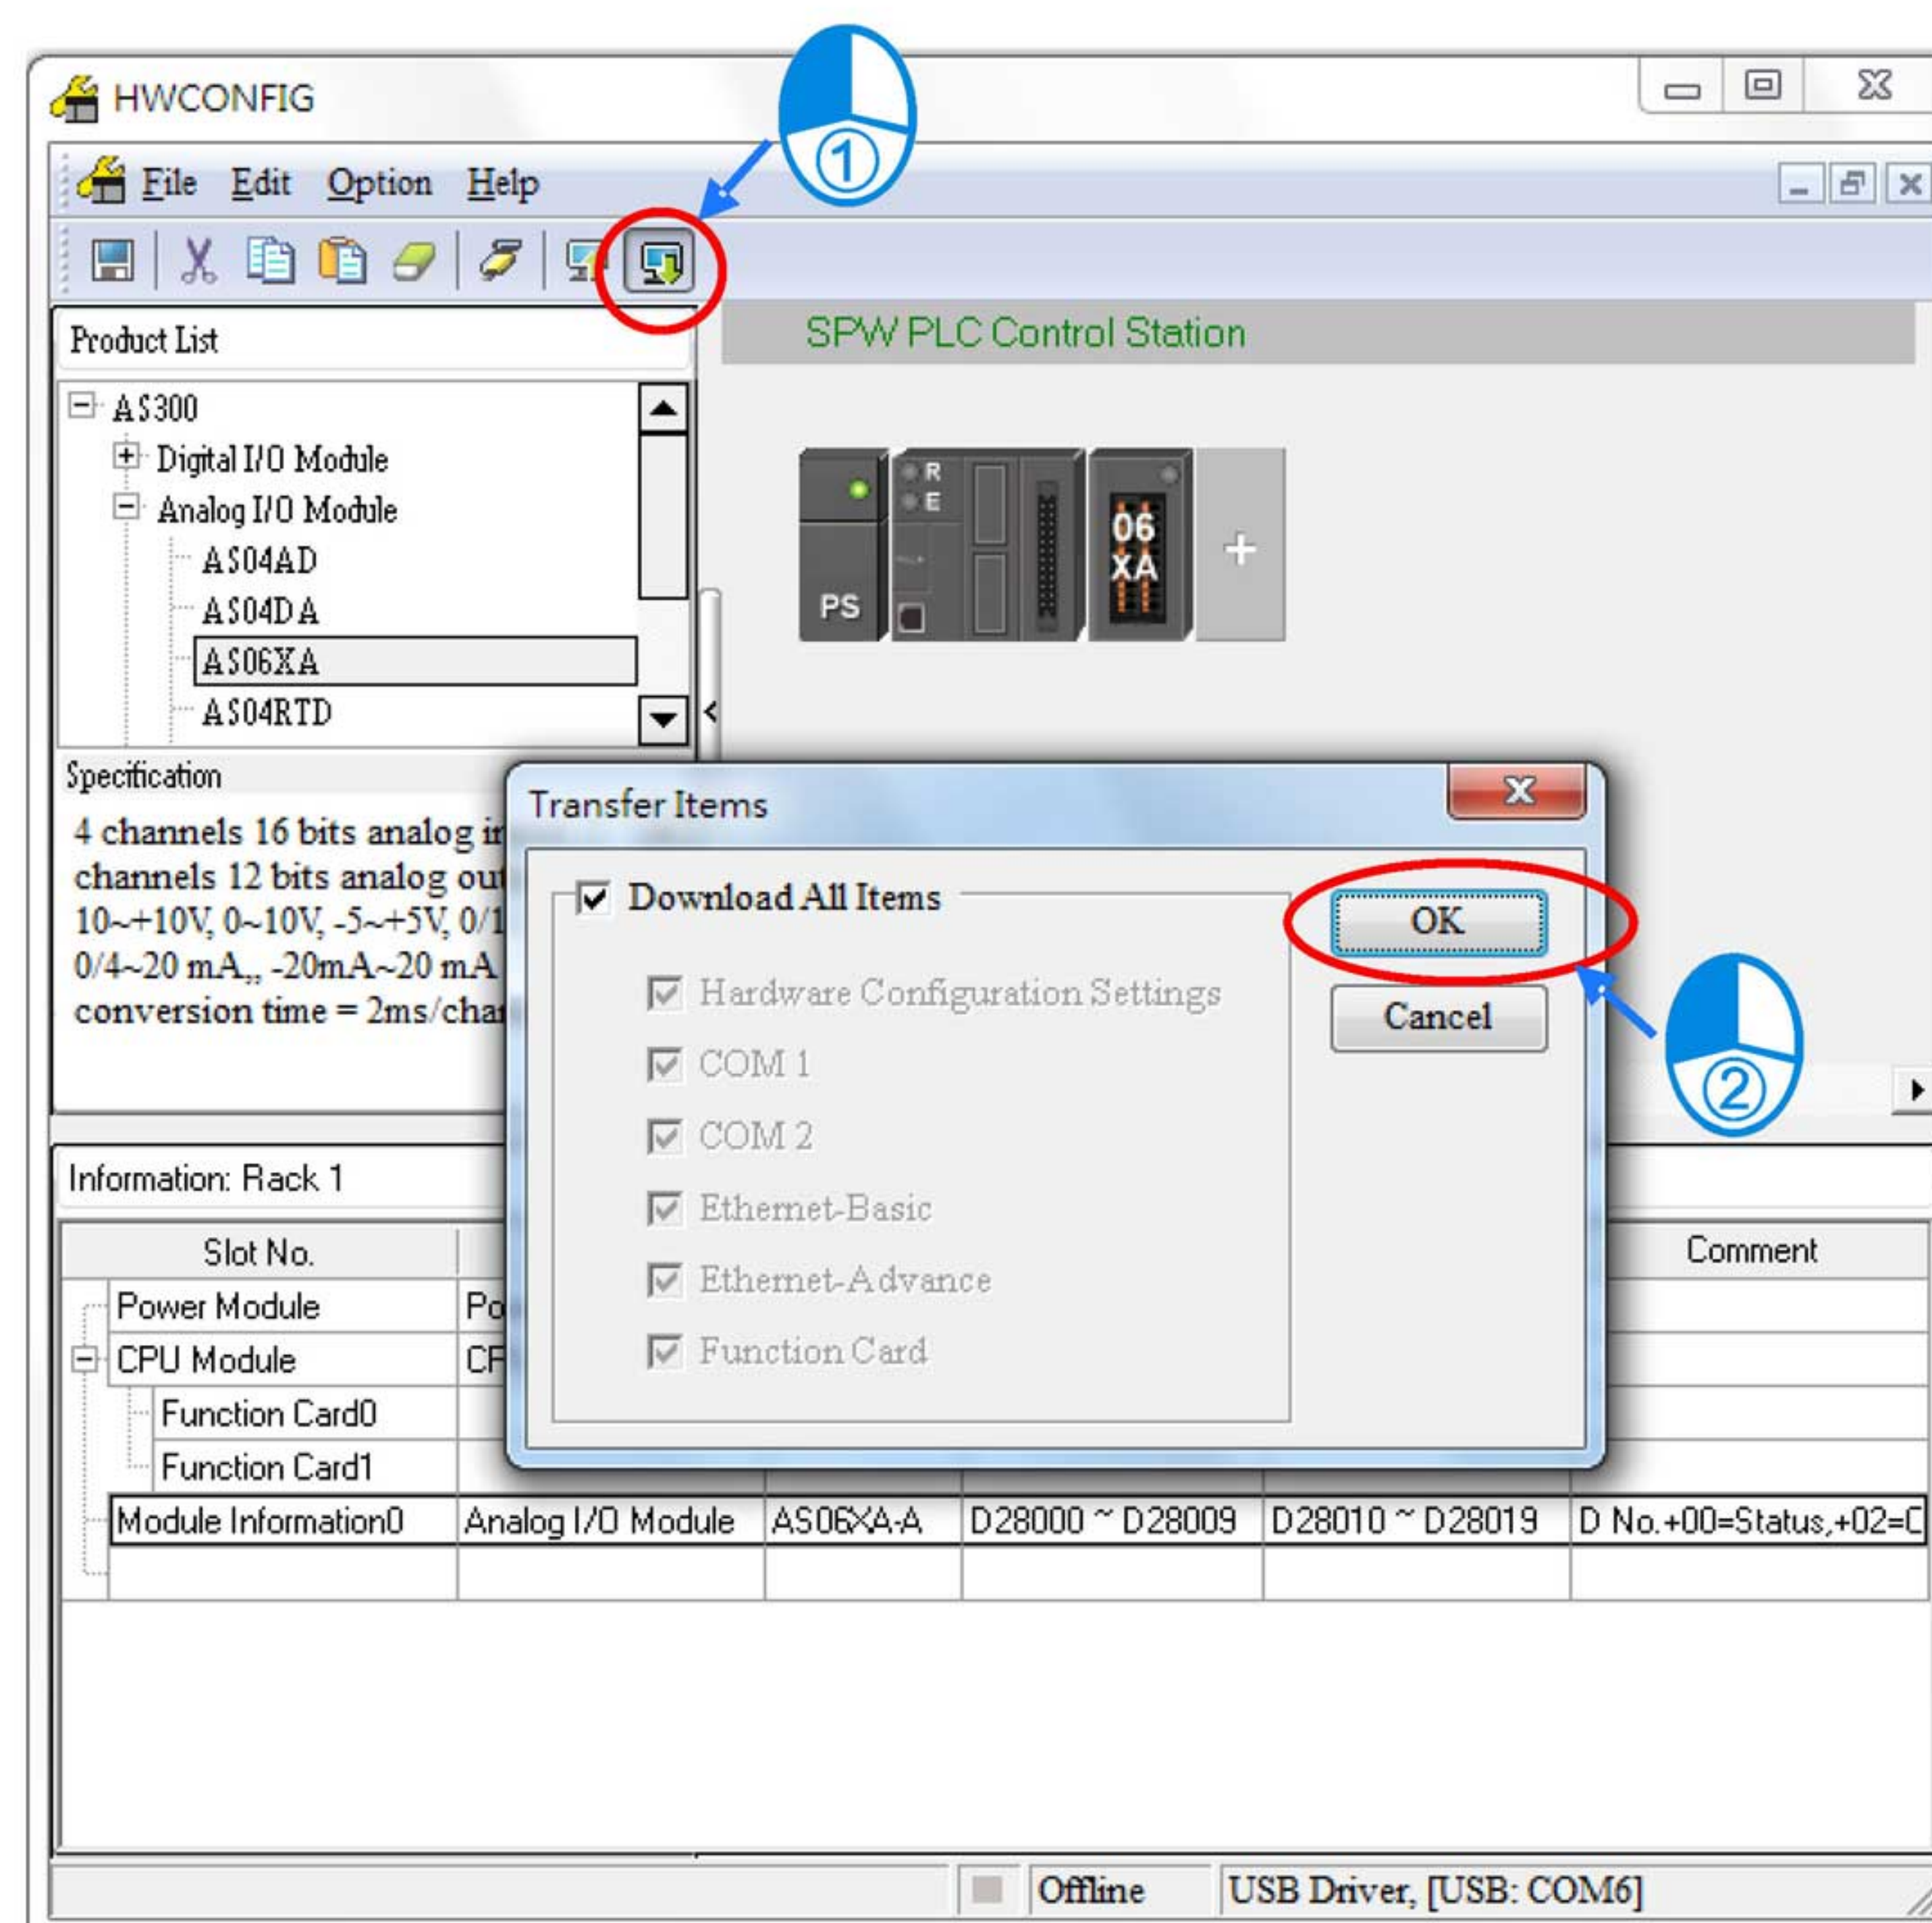 HWCONFIG
①
File Edit Option Help
Product List
SPW PLC Control Station
AS300
Digital I/O Module
Analog I/O Module
AS04AD
AS04DA
AS06XA
AS04RTD
R
E
PS
06
XA
+
Specification
4 channels 16 bits analog in
channels 12 bits analog out
10~+10V, 0~10V, -5~+5V, 0/1
0/4~20 mA,, -20mA~20 mA
conversion time = 2ms/chan
Transfer Items
Download All Items
OK
Hardware Configuration Settings
Cancel
COM 1
②
COM 2
Ethernet-Basic
Ethernet-Advance
Function Card
Information: Rack 1
Slot No. Comment
Power Module Po
CPU Module
Function Card0
Function Card1
Module Information0 Analog I/O Module AS06XA-A D28000 ~ D28009 D28010 ~ D28019 D No.+00=Status,+02=
Offline USB Driver, [USB: COM6]